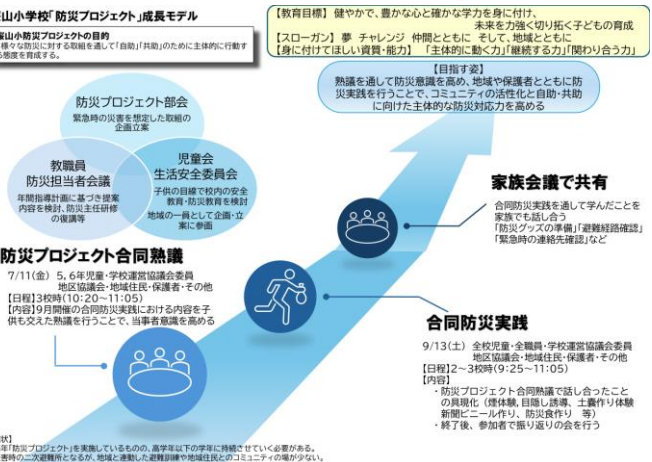 山小学校「防災プロジェクト」成長モデル
山小防災プロジェクトの目的
様々な防災に対する取組を通して「自助」「共助」のために主体的に行動す
る態度を育成する。
【教育目標】 健やかで、豊かな心と確かな学力を身に付け、
未来を力強く切り拓く子どもの育成
【スローガン】 夢 チャレンジ 仲間とともに そして、地域とともに
【身に付けてほしい資質・能力】 「主体的に動く力」「継続する力」「関わり合う力」
【目指す姿】
熟議を通して防災意識を高め、地域や保護者とともに防
災実践を行うことで、コミュニティの活性化と自助・共助
に向けた主体的な防災対応力を高める
防災プロジェクト部会
緊急時の災害を想定した取組の
企画立案
教職員
防災担当者会議
年間指導計画に基づき提案
内容を検討、防災主任研修
の復講等
児童会
生活安全委員会
子供の目線で校内の安全
教育・防災教育を検討
地域の一員として企画・立
案に参画
家族会議で共有
合同防災実践を通して学んだことを
家族でも話し合う
「防災グッズの準備」「避難経路確認」
「緊急時の連絡先確認」など
防災プロジェクト合同熟議
7/11(金) 5,6年児童・学校運営協議会委員
地区協議会・地域住民・保護者・その他
【日程】3校時(10:20~11:05)
【内容】9月開催の合同防災実践における内容を子
供も交えた熟議を行うことで、当事者意識を高める
合同防災実践
9/13(土) 全校児童・全職員・学校運営協議会委員
地区協議会・地域住民・保護者・その他
【日程】2~3校時(9:25~11:05)
【内容】
・防災プロジェクト合同熟議で話し合ったこと
の具現化(煙体験,目隠し誘導、土嚢作り体験
新聞ビニール作り、防災食作り 等)
・終了後、参加者で振り返りの会を行う
状】
年「防災プロジェクト」を実施しているものの、高学年以下の学年に持続させていく必要がある。
害時の二次避難所となるが、地域と連動した避難訓練や地域住民とのコミュニティの場が少ない。